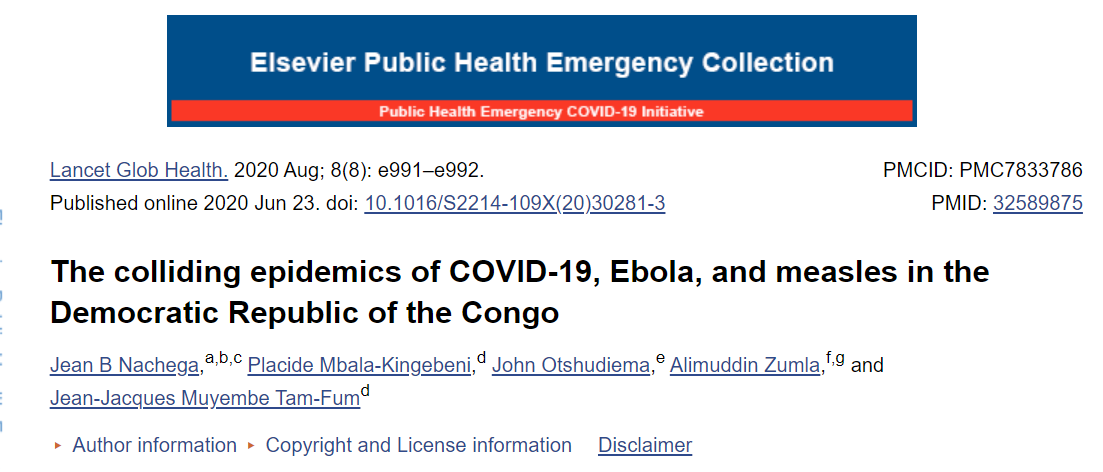 Elsevier Public Health Emergency Collection
Public Health Emergency COVID-19 Initiative
Lancet Glob Health. 2020 Aug; 8(8): e991–e992. PMCID: PMC7833786
Published online 2020 Jun 23. doi: 10.1016/S2214-109X(20)30281-3 PMID: 32589875
The colliding epidemics of COVID-19, Ebola, and measles in the
Democratic Republic of the Congo
Jean B Nachega,a,b,c Placide Mbala-Kingebeni,d John Otshudiema,e Alimuddin Zumla,f,g and
Jean-Jacques Muyembe Tam-Fumd
▸ Author information ▸ Copyright and License information Disclaimer